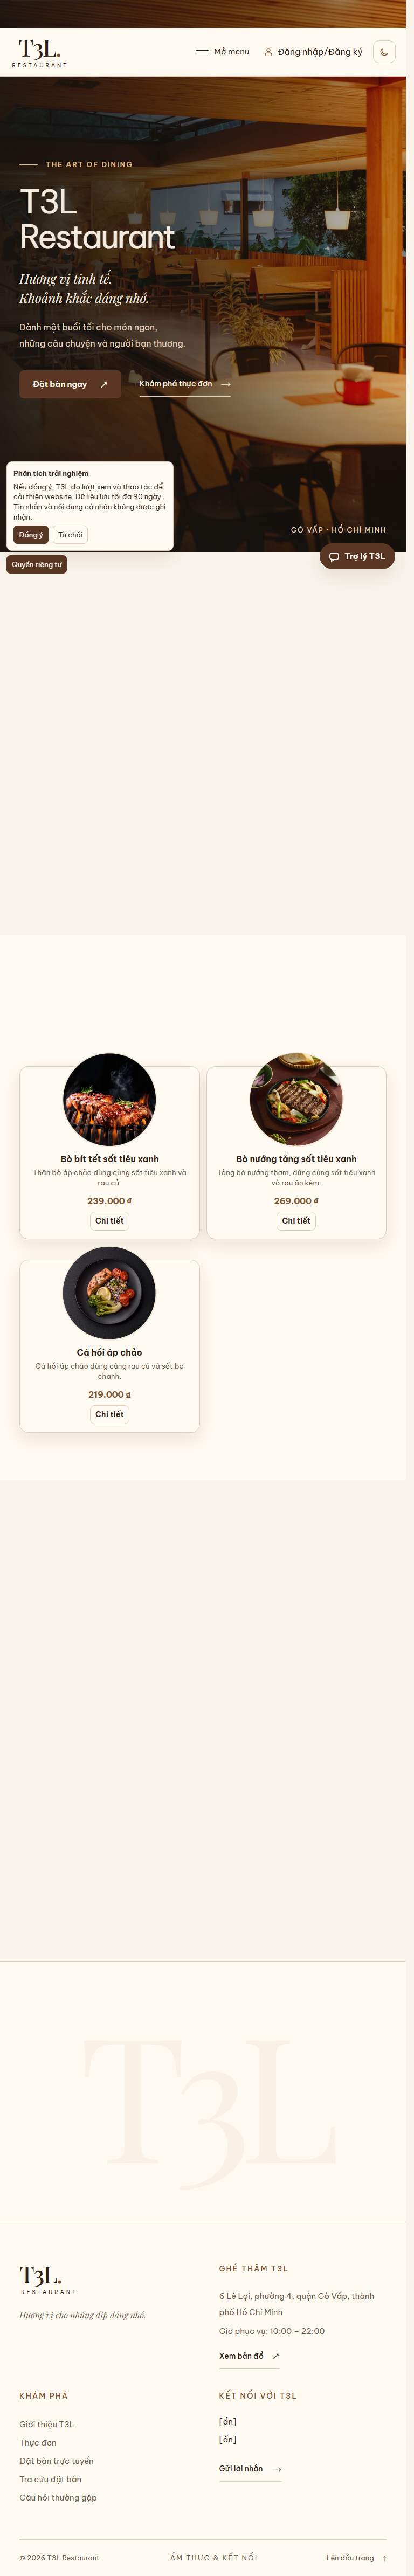 T3L.
RESTAURANT
Mở menu
Đăng nhập/Đăng ký
THE ART OF DINING
T3L
Restaurant
Hương vị tinh tế.
Khoảnh khắc đáng nhớ.
Dành một buổi tối cho món ngon,
những câu chuyện và người bạn thương.
Đặt bàn ngay ↗
Khám phá thực đơn →
Phân tích trải nghiệm
Nếu đồng ý, T3L đo lượt xem và thao tác để
cải thiện website. Dữ liệu lưu tối đa 90 ngày.
Tin nhắn và nội dung cá nhân không được ghi
nhận.
Đồng ý
Từ chối
Quyền riêng tư
GÒ VẤP · HỒ CHÍ MINH
Trợ lý T3L
Bò bít tết sốt tiêu xanh
Thăn bò áp chảo dùng cùng sốt tiêu xanh và
rau củ.
239.000 ₫
Chi tiết
Bò nướng tảng sốt tiêu xanh
Tảng bò nướng thơm, dùng cùng sốt tiêu xanh
và rau ăn kèm.
269.000 ₫
Chi tiết
Cá hồi áp chảo
Cá hồi áp chảo dùng cùng rau củ và sốt bơ
chanh.
219.000 ₫
Chi tiết
T3L
T3L.
RESTAURANT
Hương vị cho những dịp đáng nhớ.
GHÉ THĂM T3L
6 Lê Lợi, phường 4, quận Gò Vấp, thành
phố Hồ Chí Minh
Giờ phục vụ: 10:00 – 22:00
Xem bản đồ ↗
KHÁM PHÁ
Giới thiệu T3L
Thực đơn
Đặt bàn trực tuyến
Tra cứu đặt bàn
Câu hỏi thường gặp
KẾT NỐI VỚI T3L
[ẩn]
[ẩn]
Gửi lời nhắn →
© 2026 T3L Restaurant.
ẨM THỰC & KẾT NỐI
Lên đầu trang ↑